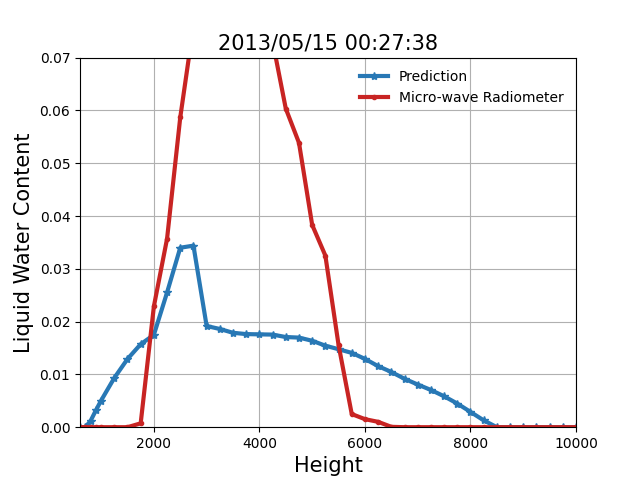 2013/05/15 00:27:38
0.07
0.06
0.05
0.04
0.03
0.02
0.01
0.00
Liquid Water Content
Prediction
Micro-wave Radiometer
2000 4000 6000 8000 10000
Height